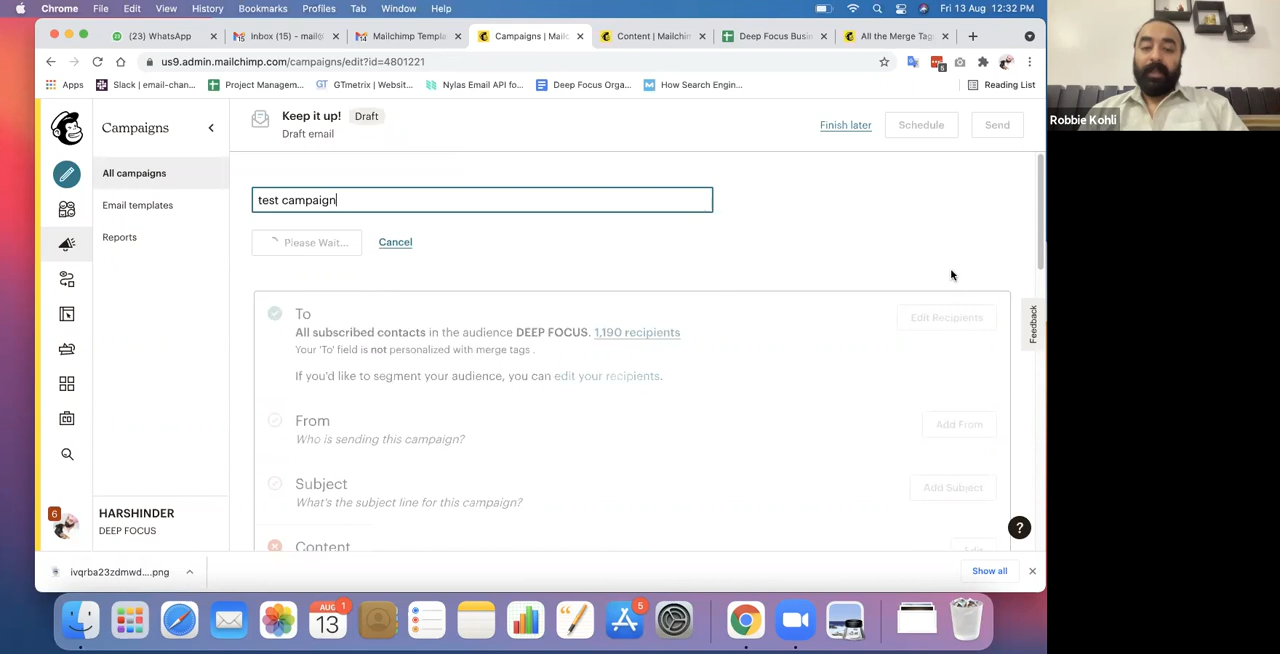 Chrome File Edit View History Bookmarks Profiles Tab Window Help Fri 13 Aug 12:32 PM
(23) WhatsApp Inbox (15) - mail@ Mailchimp Templa Campaigns | Mailc Content | Mailchim Deep Focus Busin All the Merge Tag
us9.admin.mailchimp.com/campaigns/edit?id=4801221
Apps Slack | email-chan... Project Managem... GTmetrix | Websit... Nylas Email API fo... Deep Focus Orga... How Search Engin... Reading List
Robbie Kohli
Campaigns
All campaigns
Email templates
Reports
Keep it up! Draft
Draft email
Finish later Schedule Send
test campaign
Please Wait... Cancel
To
All subscribed contacts in the audience DEEP FOCUS. 1,190 recipients
Your 'To' field is not personalized with merge tags .
If you'd like to segment your audience, you can edit your recipients.
Edit Recipients
From
Who is sending this campaign?
Add From
Subject
What's the subject line for this campaign?
Add Subject
Content
Edit
Feedback
?
6
HARSHINDER
DEEP FOCUS
ivqrba23zdmwd....png
Show all
AUG
13
1
5